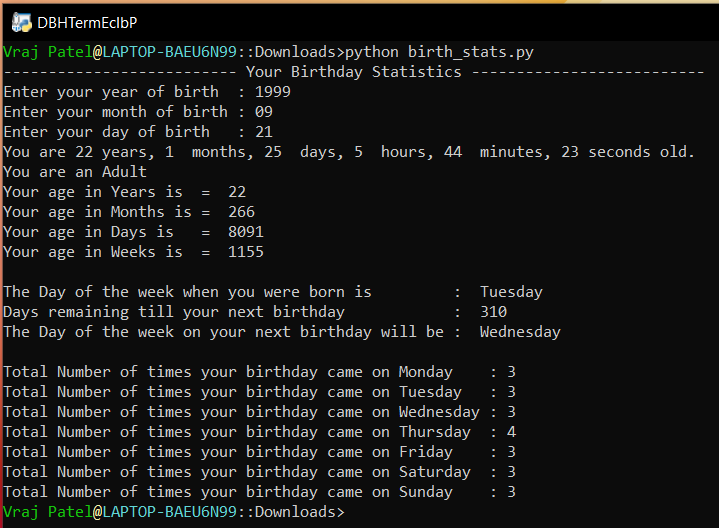 DBHTermEclbP
Vraj Patel@LAPTOP-BAEU6N99::Downloads>python birth_stats.py
-------------------------- Your Birthday Statistics --------------------------
Enter your year of birth  : 1999
Enter your month of birth : 09
Enter your day of birth   : 21
You are 22 years, 1  months, 25  days, 5  hours, 44  minutes, 23 seconds old.
You are an Adult
Your age in Years is  =  22
Your age in Months is =  266
Your age in Days is   =  8091
Your age in Weeks is  =  1155
The Day of the week when you were born is         :  Tuesday
Days remaining till your next birthday            :  310
The Day of the week on your next birthday will be :  Wednesday
Total Number of times your birthday came on Monday    : 3
Total Number of times your birthday came on Tuesday   : 3
Total Number of times your birthday came on Wednesday : 3
Total Number of times your birthday came on Thursday  : 4
Total Number of times your birthday came on Friday    : 3
Total Number of times your birthday came on Saturday  : 3
Total Number of times your birthday came on Sunday    : 3
Vraj Patel@LAPTOP-BAEU6N99::Downloads>